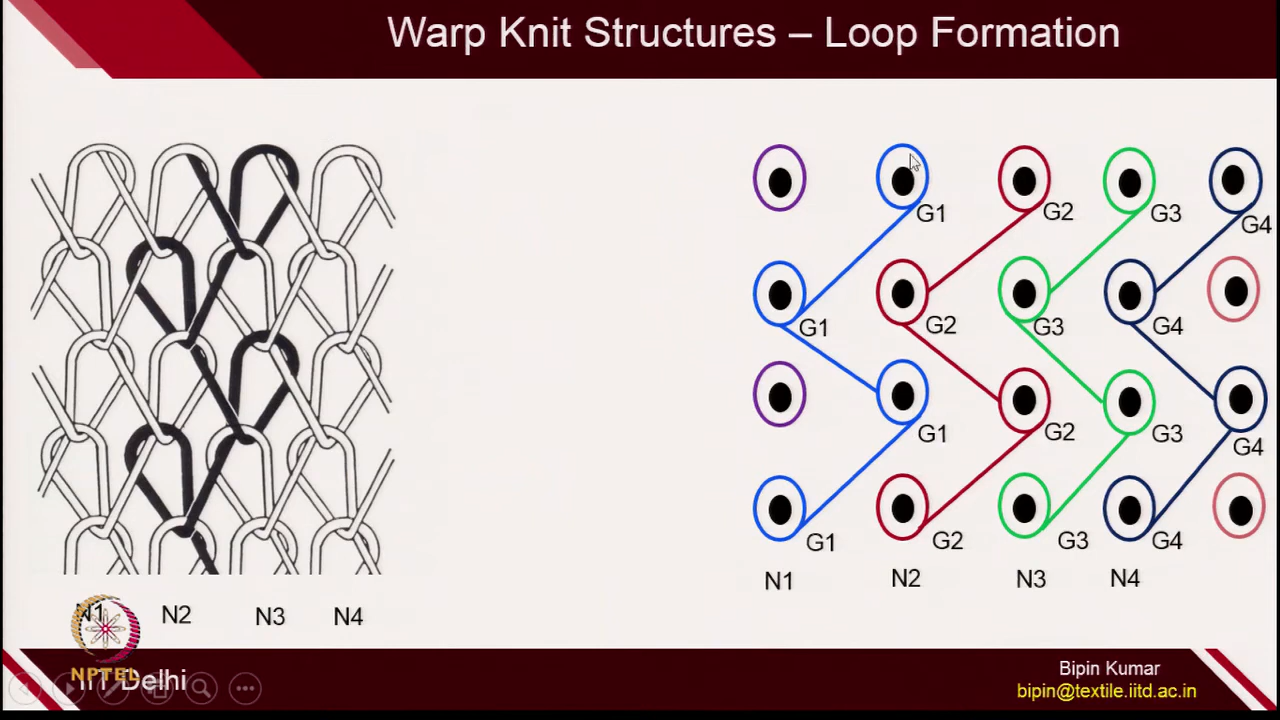 Warp Knit Structures – Loop Formation
G1 G2 G3 G4
G1 G2 G3 G4
G1 G2 G3 G4
G1 G2 G3 G4
N1 N2 N3 N4
N1 N2 N3 N4
NPTEL
IIT Delhi
Bipin Kumar
bipin@textile.iitd.ac.in